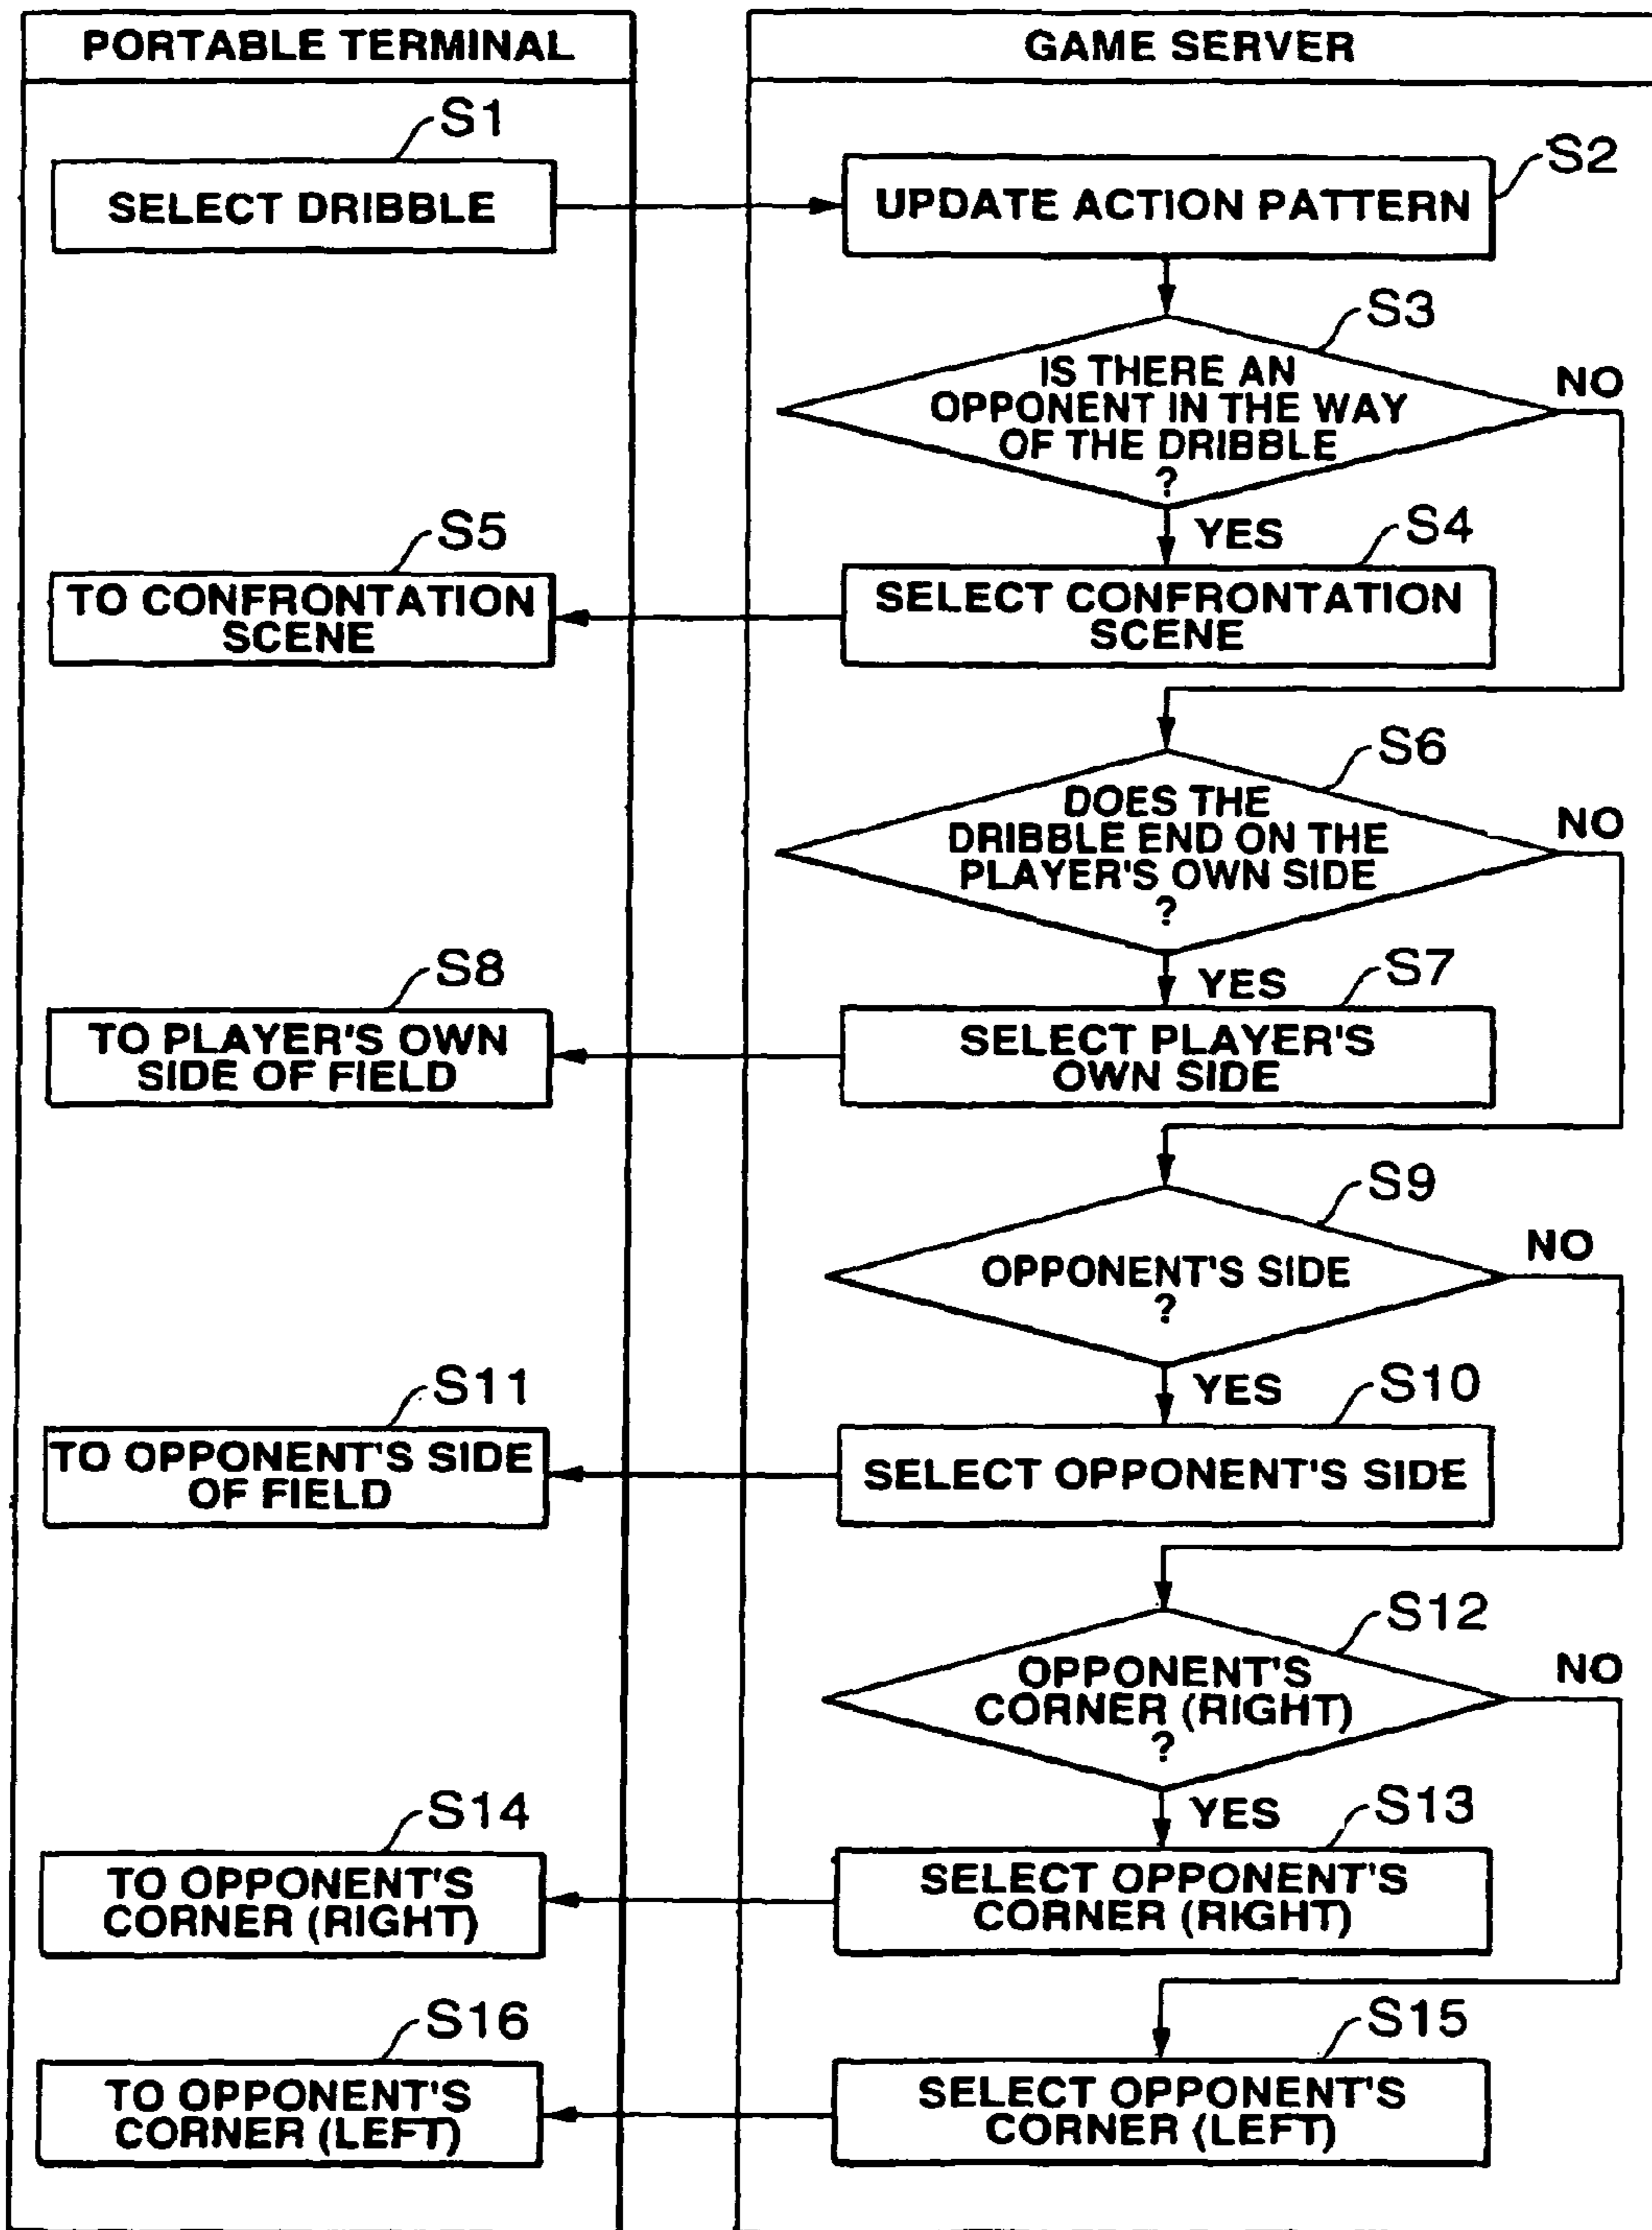 PORTABLE TERMINAL
GAME SERVER
S1
SELECT DRIBBLE
S2
UPDATE ACTION PATTERN
S3
IS THERE AN
OPPONENT IN THE WAY
OF THE DRIBBLE
?
NO
YES
S4
SELECT CONFRONTATION
SCENE
S5
TO CONFRONTATION
SCENE
S6
DOES THE
DRIBBLE END ON THE
PLAYER'S OWN SIDE
?
NO
YES
S7
SELECT PLAYER'S
OWN SIDE
S8
TO PLAYER'S OWN
SIDE OF FIELD
S9
OPPONENT'S SIDE
?
NO
YES
S10
SELECT OPPONENT'S SIDE
S11
TO OPPONENT'S SIDE
OF FIELD
S12
OPPONENT'S
CORNER (RIGHT)
?
NO
YES
S13
SELECT OPPONENT'S
CORNER (RIGHT)
S14
TO OPPONENT'S
CORNER (RIGHT)
S15
SELECT OPPONENT'S
CORNER (LEFT)
S16
TO OPPONENT'S
CORNER (LEFT)